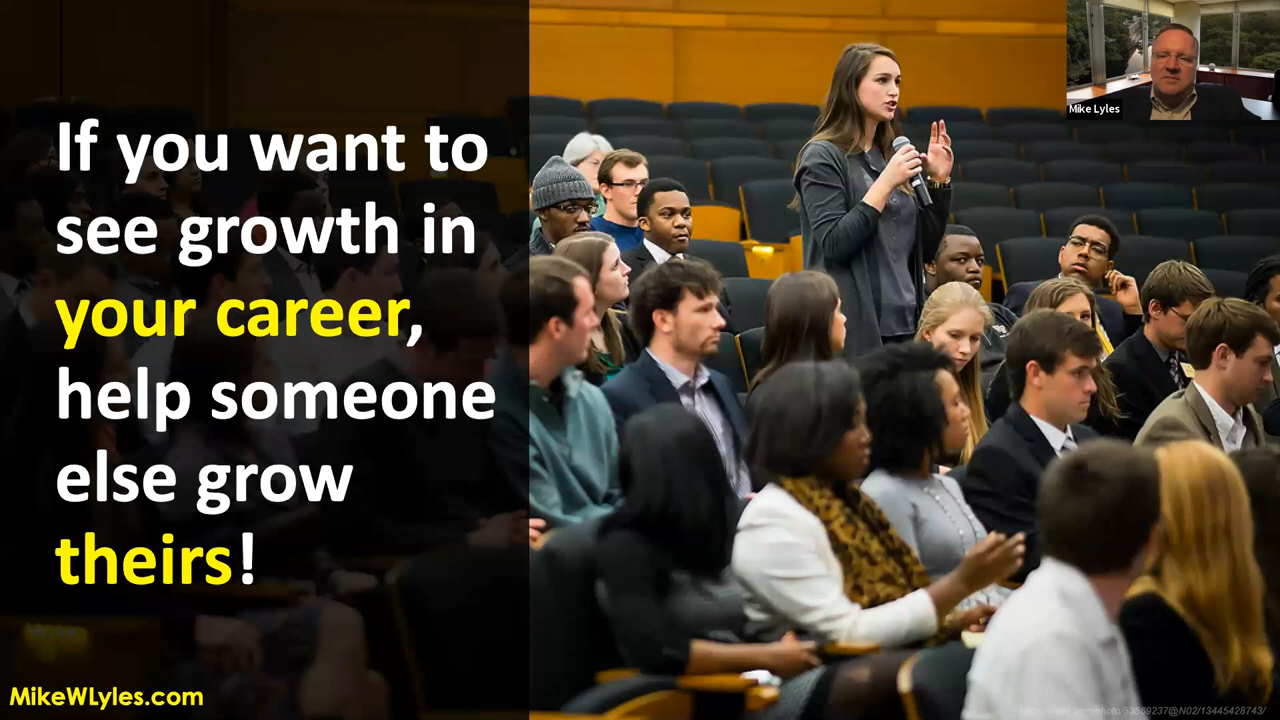 If you want to
see growth in
your career,
help someone
else grow
theirs!
MikeWLyles.com
Mike Lyles